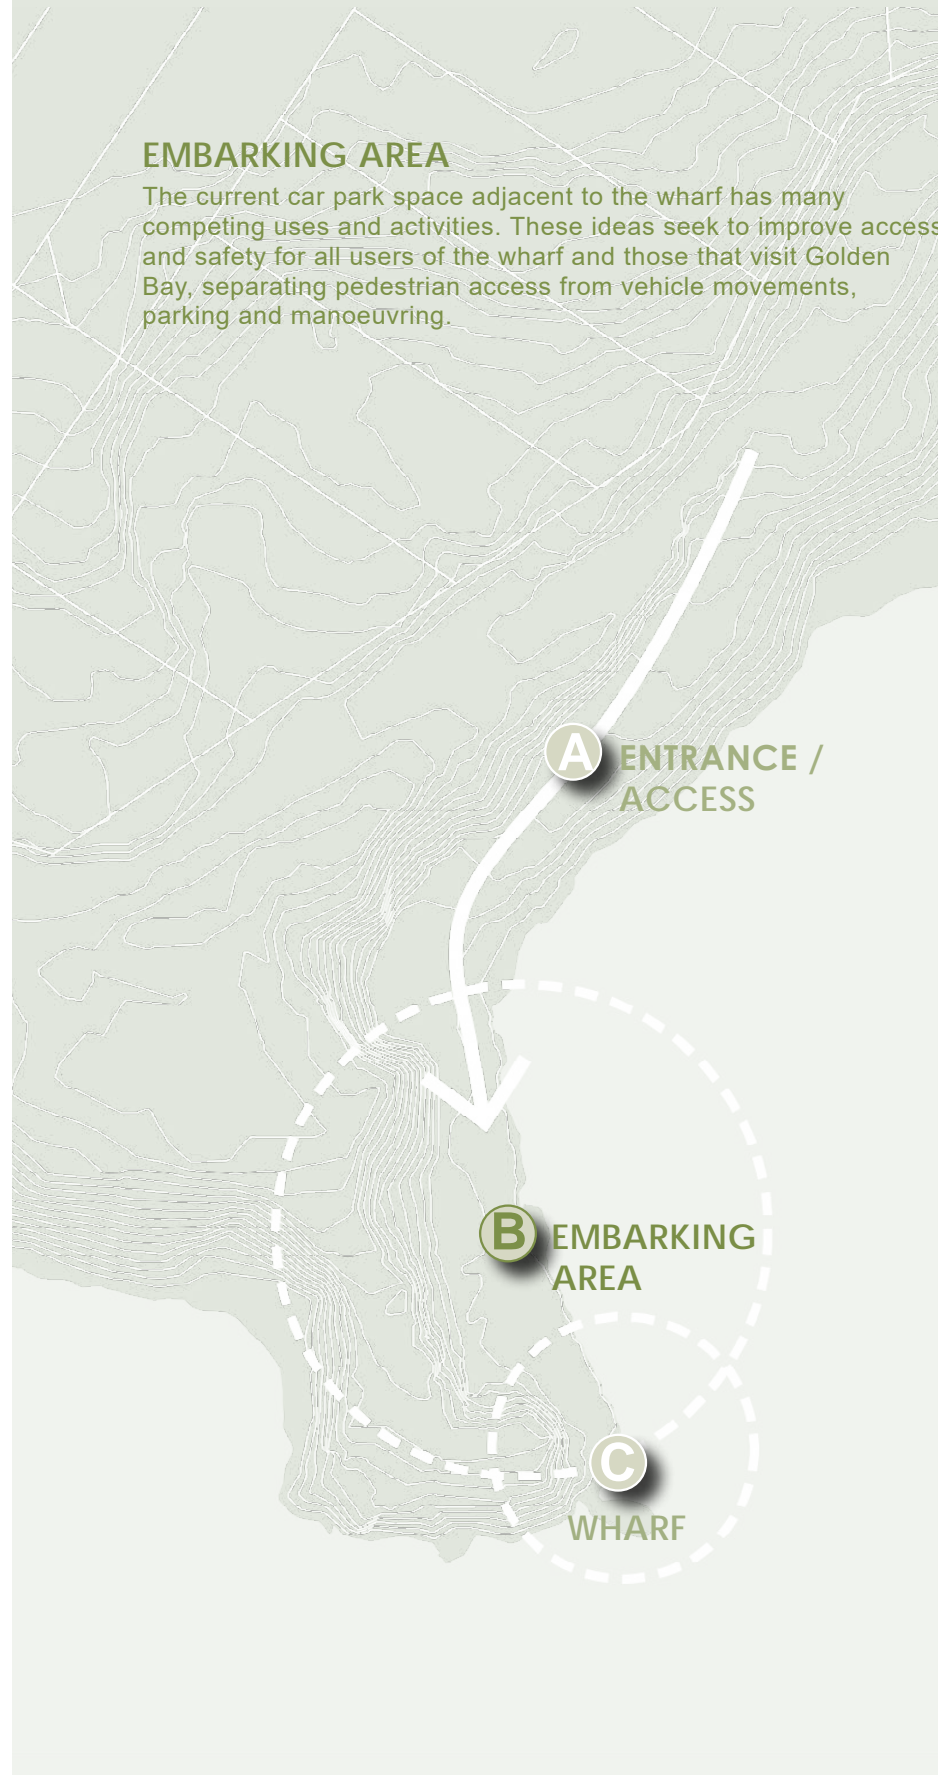 EMBARKING AREA
The current car park space adjacent to the wharf has many
competing uses and activities. These ideas seek to improve access
and safety for all users of the wharf and those that visit Golden
Bay, separating pedestrian access from vehicle movements,
parking and manoeuvring.
A
ENTRANCE /
ACCESS
B
EMBARKING
AREA
C
WHARF